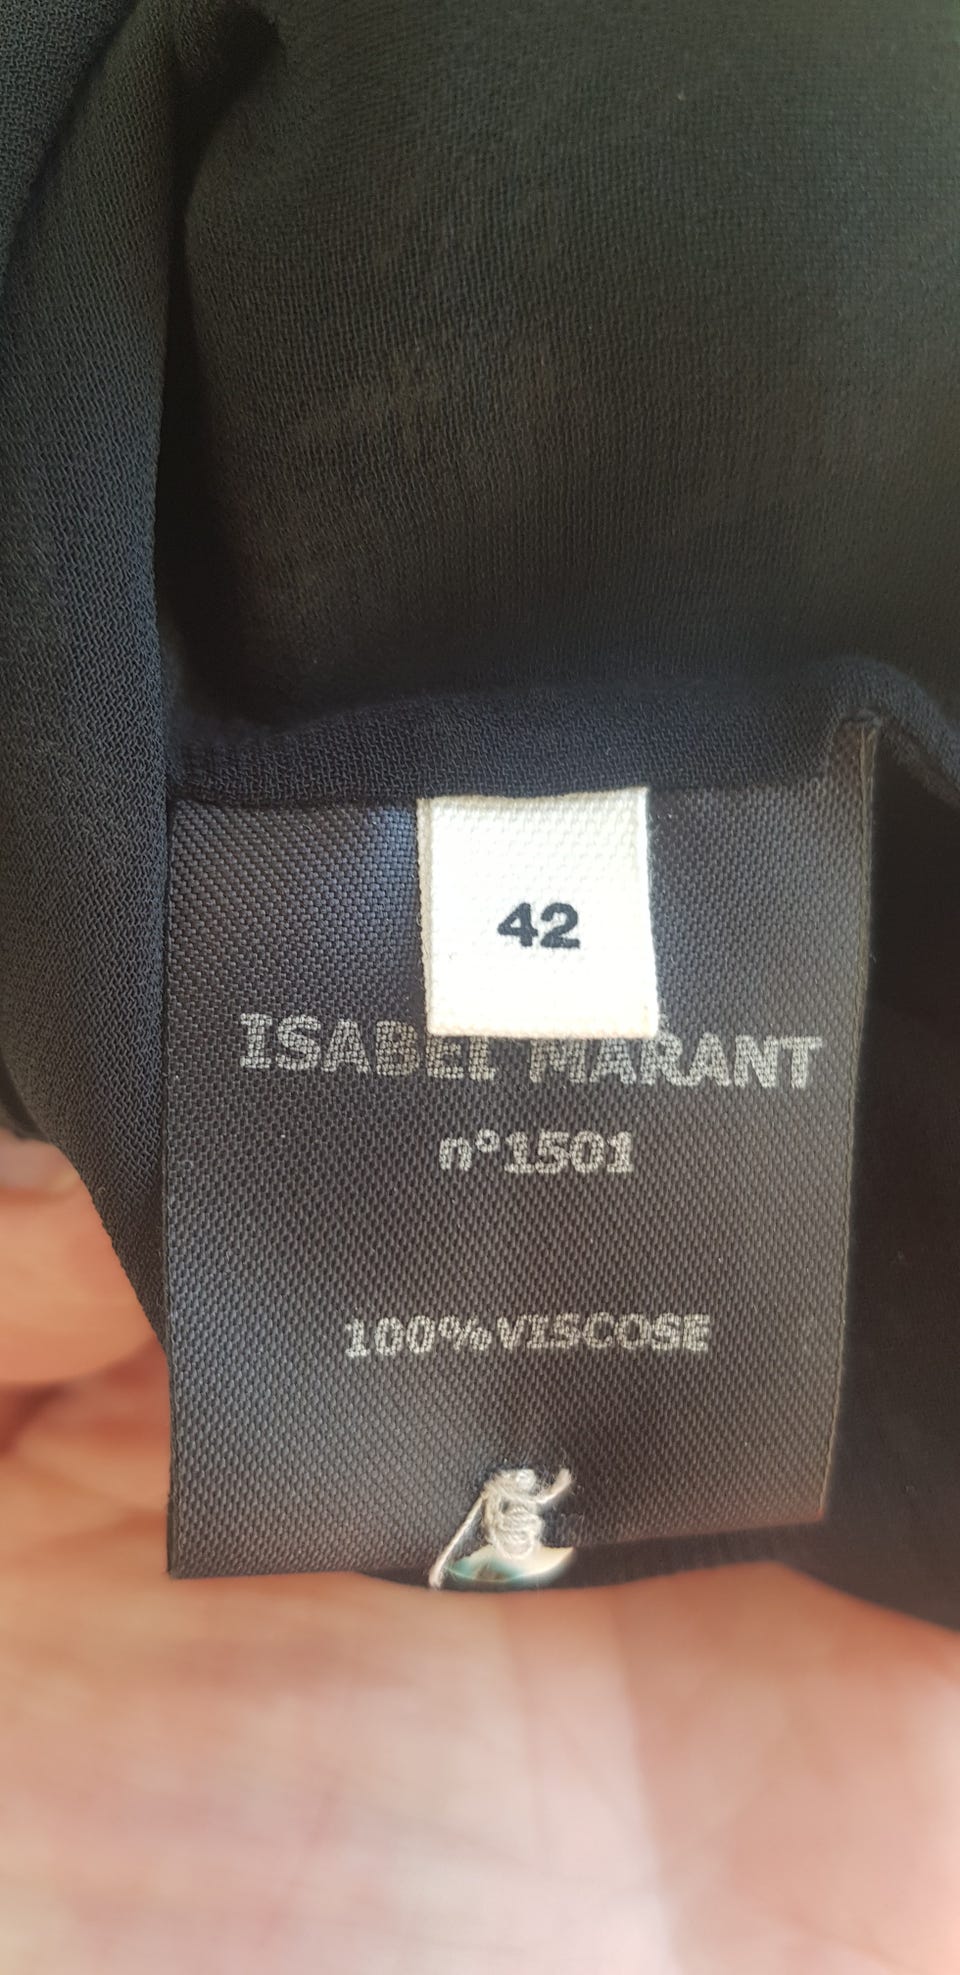 42
ISABEL MARANT
n°1501
100%VISCOSE